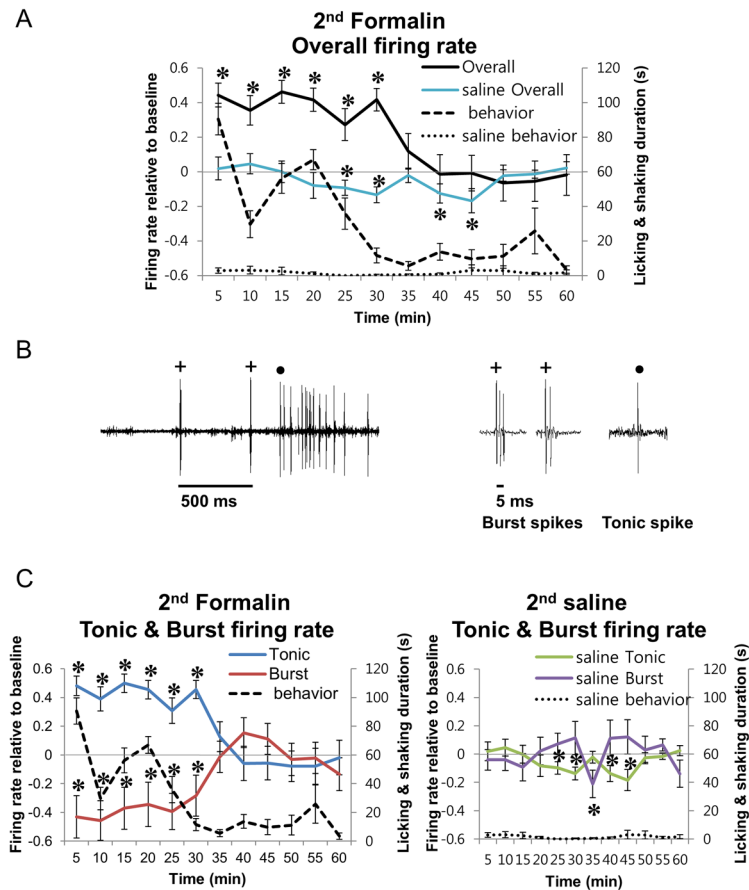 A
2nd Formalin
Overall firing rate
Overall
saline Overall
behavior
saline behavior
Firing rate relative to baseline
0.6
0.4
0.2
0
-0.2
-0.4
-0.6
* * * * * *
* *
* *
120
100
80
60
40
20
0
Licking & shaking duration (s)
5 10 15 20 25 30 35 40 45 50 55 60
Time (min)
B
+ + ●
500 ms
+ + ●
5 ms
Burst spikes
Tonic spike
C
2nd Formalin
Tonic & Burst firing rate
Tonic
Burst
behavior
Firing rate relative to baseline
0.6
0.4
0.2
0
-0.2
-0.4
-0.6
* * * * * *
* * * * * *
120
100
80
60
40
20
0
Licking & shaking duration (s)
5 10 15 20 25 30 35 40 45 50 55 60
Time (min)
2nd saline
Tonic & Burst firing rate
saline Tonic
saline Burst
saline behavior
Firing rate relative to baseline
0.6
0.4
0.2
0
-0.2
-0.4
-0.6
* * * *
*
120
100
80
60
40
20
0
Licking & shaking duration (s)
5 10 15 20 25 30 35 40 45 50 55 60
Time (min)